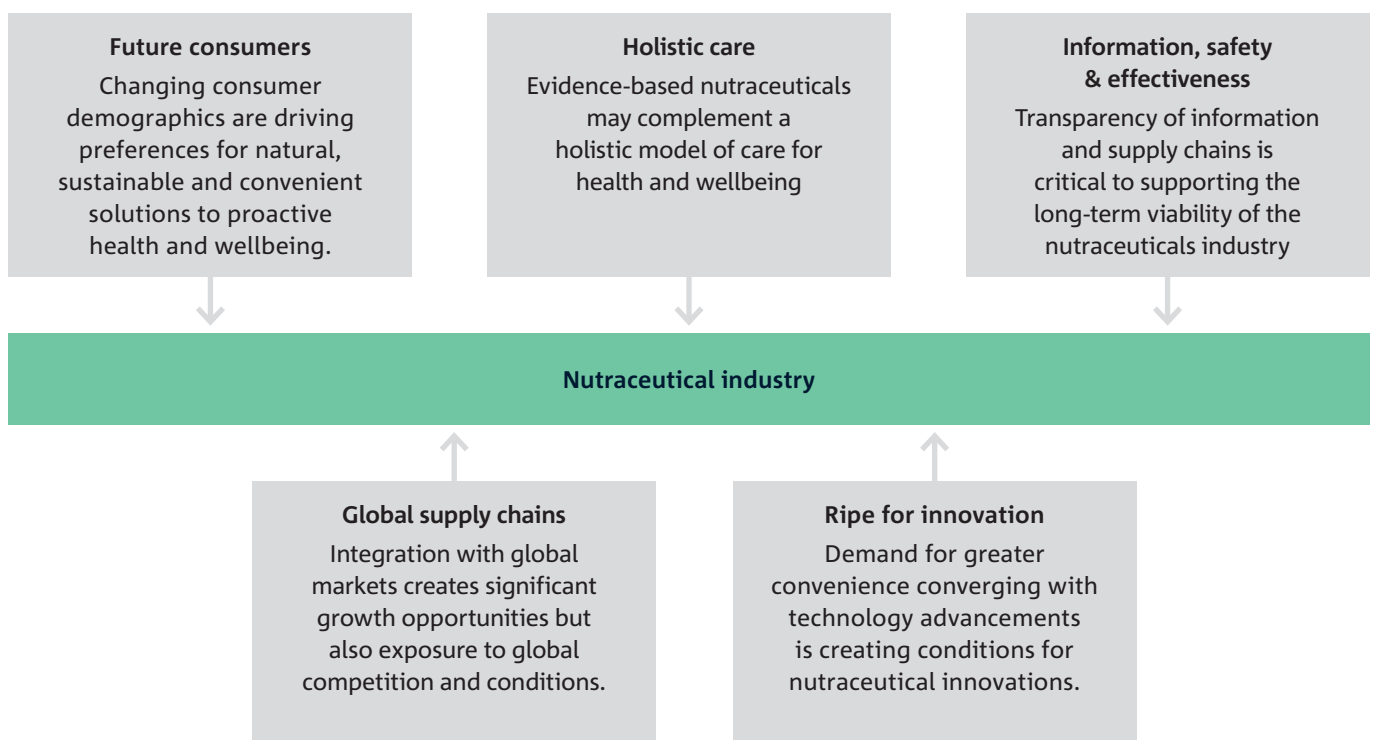 Future consumers
Changing consumer
demographics are driving
preferences for natural,
sustainable and convenient
solutions to proactive
health and wellbeing.
Holistic care
Evidence-based nutraceuticals
may complement a
holistic model of care for
health and wellbeing
Information, safety
& effectiveness
Transparency of information
and supply chains is
critical to supporting the
long-term viability of the
nutraceuticals industry
Nutraceutical industry
Global supply chains
Integration with global
markets creates significant
growth opportunities but
also exposure to global
competition and conditions.
Ripe for innovation
Demand for greater
convenience converging with
technology advancements
is creating conditions for
nutraceutical innovations.